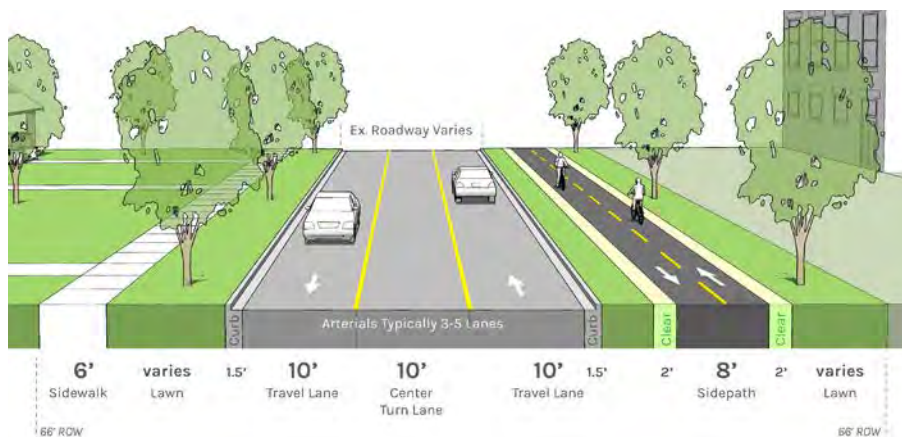 Ex. Roadway Varies
Curb
Arterials Typically 3-5 Lanes
Curb
Clear
Clear
6' varies 1.5' 10' 10' 10' 1.5' 2' 8' 2' varies
Sidewalk Lawn Travel Lane Center Travel Lane Sidepath Lawn
Turn Lane
66' ROW 66' ROW